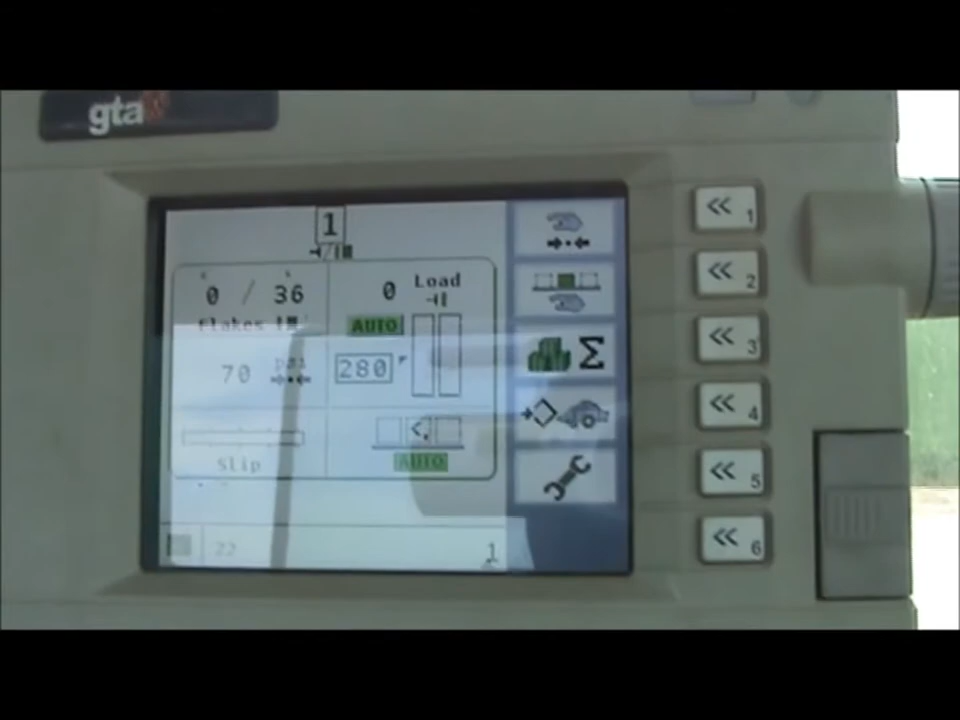 gta
1
0 / 36
flakes
0
Load
AUTO
70 psi
280
Slip
AUTO
22
1
<< 1
<< 2
<< 3
<< 4
<< 5
<< 6